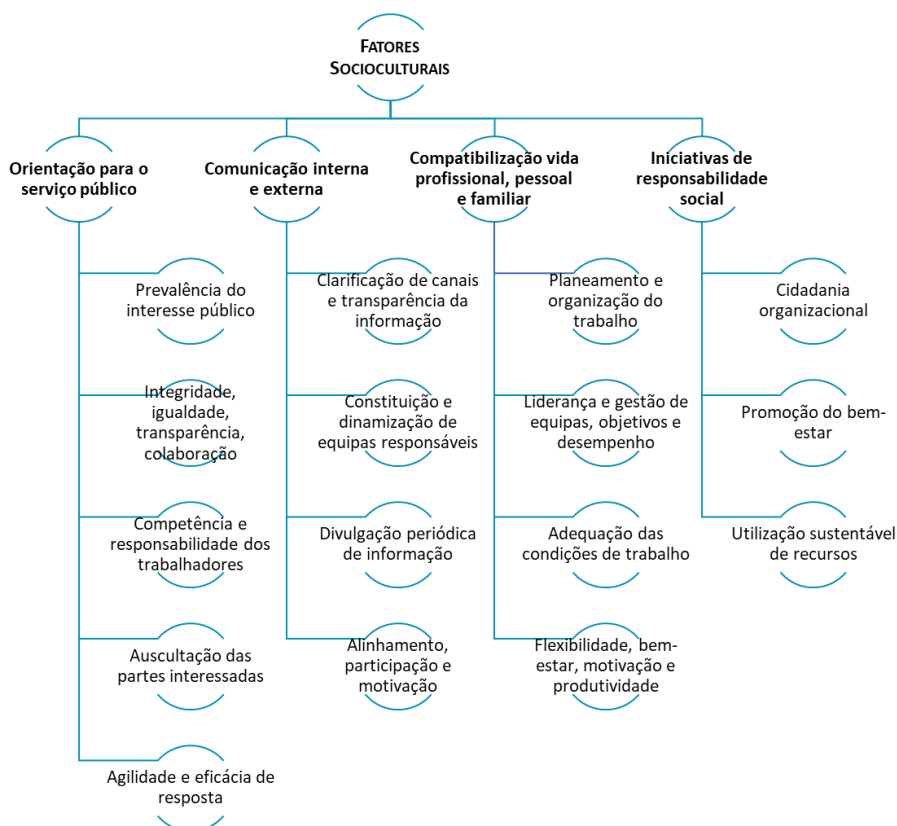 FATORES
SOCIOCULTURAIS
Orientação para o
serviço público
Prevalência do
interesse público
Integridade,
igualdade,
transparência,
colaboração
Competência e
responsabilidade dos
trabalhadores
Auscultação das
partes interessadas
Agilidade e eficácia de
resposta
Comunicação interna
e externa
Clarificação de canais
e transparência da
informação
Constituição e
dinamização de
equipas responsáveis
Divulgação periódica
de informação
Alinhamento,
participação e
motivação
Compatibilização vida
profissional, pessoal
e familiar
Planeamento e
organização do
trabalho
Liderança e gestão de
equipas, objetivos e
desempenho
Adequação das
condições de trabalho
Flexibilidade, bem-
estar, motivação e
produtividade
Iniciativas de
responsabilidade
social
Cidadania
organizacional
Promoção do bem-
estar
Utilização sustentável
de recursos